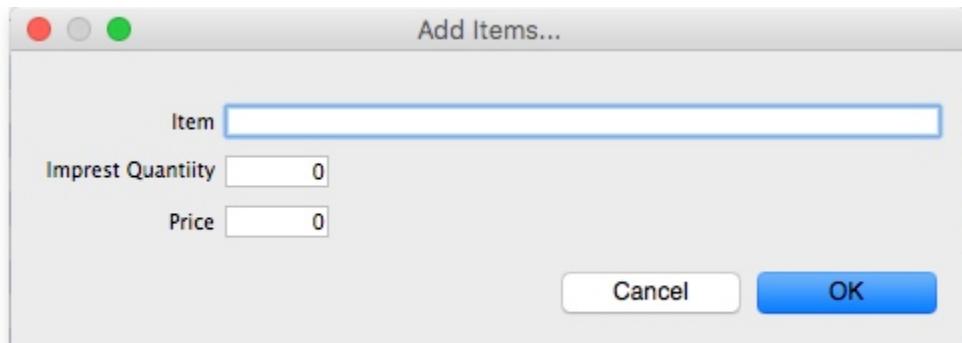 Add Items...
Item
Imprest Quantiity 0
Price 0
Cancel OK